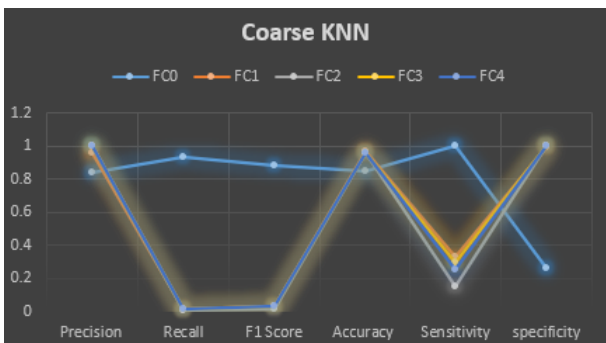 Coarse KNN
FC0 FC1 FC2 FC3 FC4
1.2
1
0.8
0.6
0.4
0.2
0
Precision Recall F1 Score Accuracy Sensitivity specificity